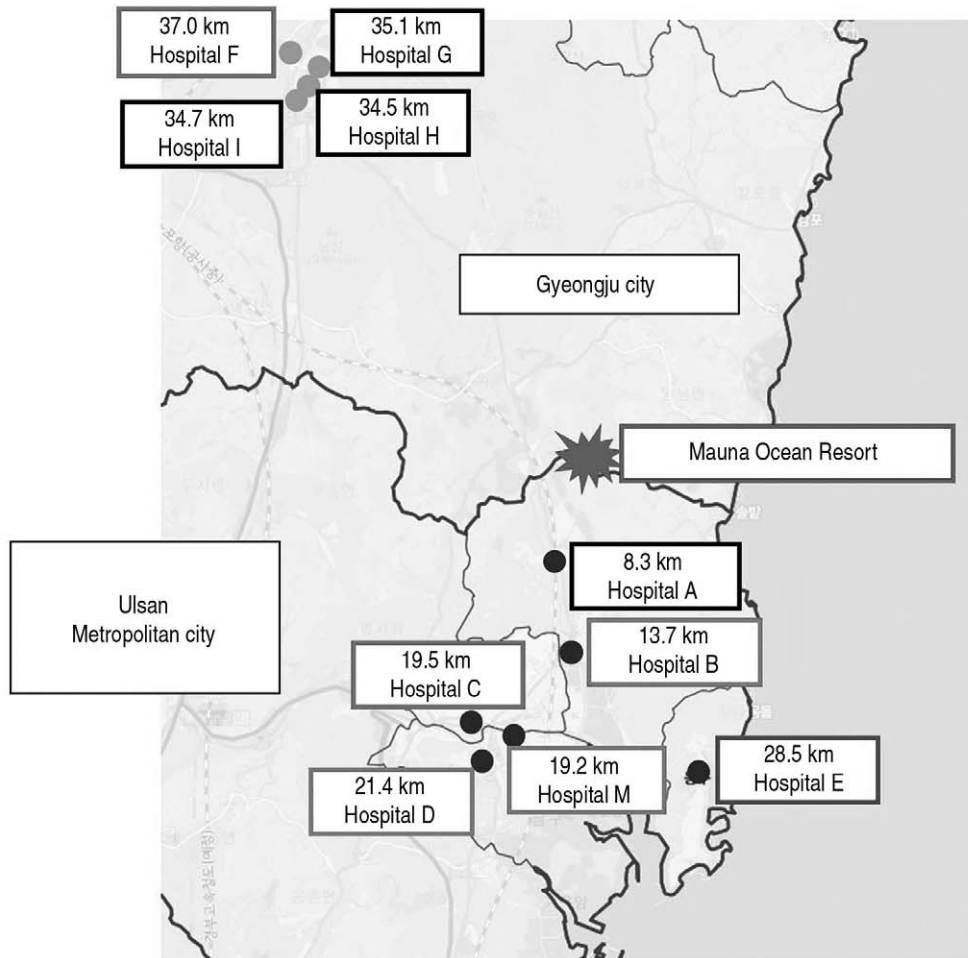 37.0 km
Hospital F
35.1 km
Hospital G
34.7 km
Hospital I
34.5 km
Hospital H
Gyeongju city
Mauna Ocean Resort
8.3 km
Hospital A
Ulsan
Metropolitan city
13.7 km
Hospital B
19.5 km
Hospital C
28.5 km
Hospital E
19.2 km
Hospital M
21.4 km
Hospital D